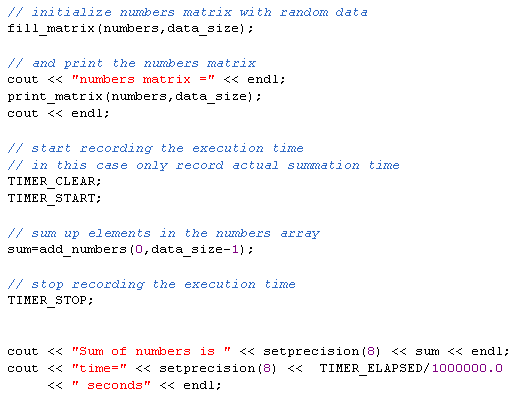 // initialize numbers matrix with random data
fill_matrix(numbers,data_size);
// and print the numbers matrix
cout << "numbers matrix =" << endl;
print_matrix(numbers,data_size);
cout << endl;
// start recording the execution time
// in this case only record actual summation time
TIMER_CLEAR;
TIMER_START;
// sum up elements in the numbers array
sum=add_numbers(0,data_size-1);
// stop recording the execution time
TIMER_STOP;
cout << "Sum of numbers is " << setprecision(8) << sum << endl;
cout << "time=" << setprecision(8) <<  TIMER_ELAPSED/1000000.0
     << " seconds" << endl;